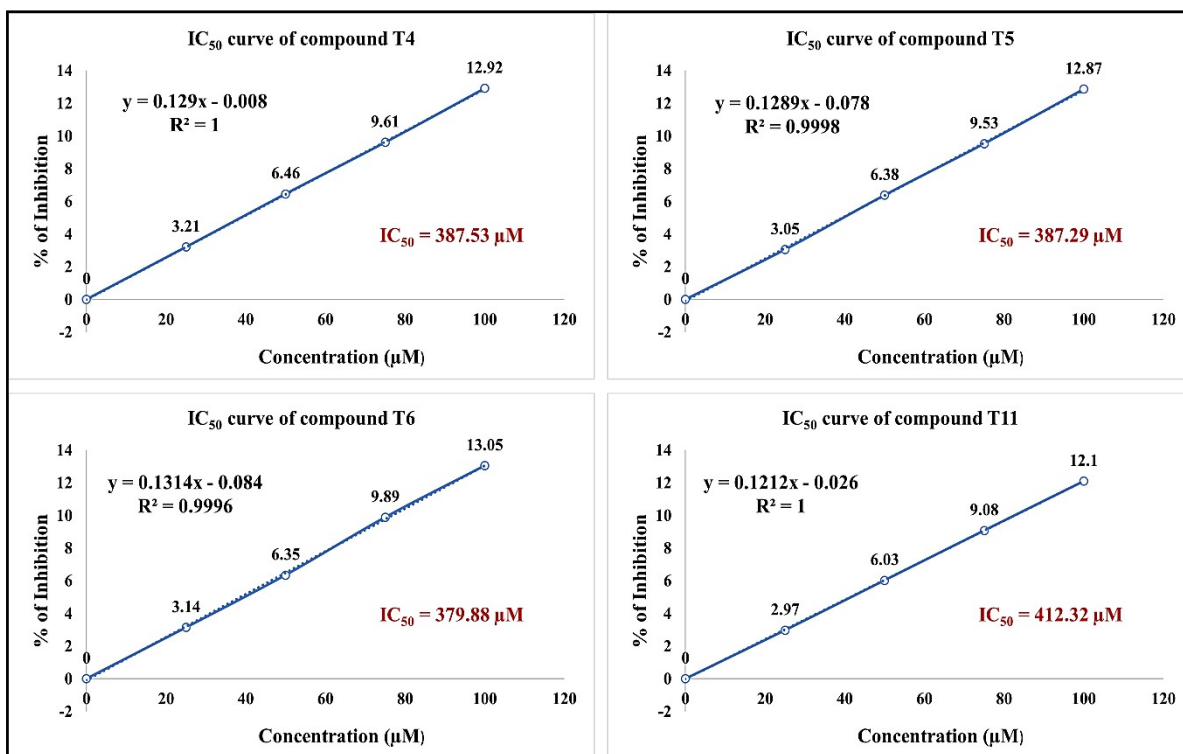 IC50 curve of compound T4
14
12
10
8
6
4
2
0
-2
% of Inhibition
y = 0.129x - 0.008
R² = 1
0
3.21
6.46
9.61
12.92
IC50 = 387.53 µM
0 20 40 60 80 100 120
Concentration (µM)
IC50 curve of compound T5
14
12
10
8
6
4
2
0
-2
% of Inhibition
y = 0.1289x - 0.078
R² = 0.9998
0
3.05
6.38
9.53
12.87
IC50 = 387.29 µM
0 20 40 60 80 100 120
Concentration (µM)
IC50 curve of compound T6
14
12
10
8
6
4
2
0
-2
% of Inhibition
y = 0.1314x - 0.084
R² = 0.9996
0
3.14
6.35
9.89
13.05
IC50 = 379.88 µM
0 20 40 60 80 100 120
Concentration (µM)
IC50 curve of compound T11
14
12
10
8
6
4
2
0
-2
% of Inhibition
y = 0.1212x - 0.026
R² = 1
0
2.97
6.03
9.08
12.1
IC50 = 412.32 µM
0 20 40 60 80 100 120
Concentration (µM)